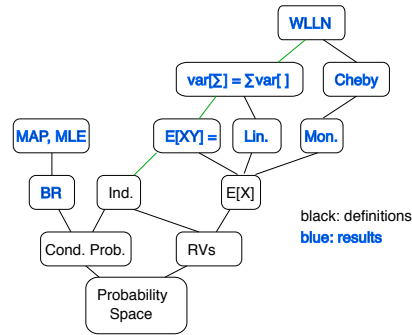 WLLN
var[Σ] = Σvar[ ]
Cheby
MAP, MLE
E[XY] =
Lin.
Mon.
BR
Ind.
E[X]
black: definitions
blue: results
Cond. Prob.
RVs
Probability
Space